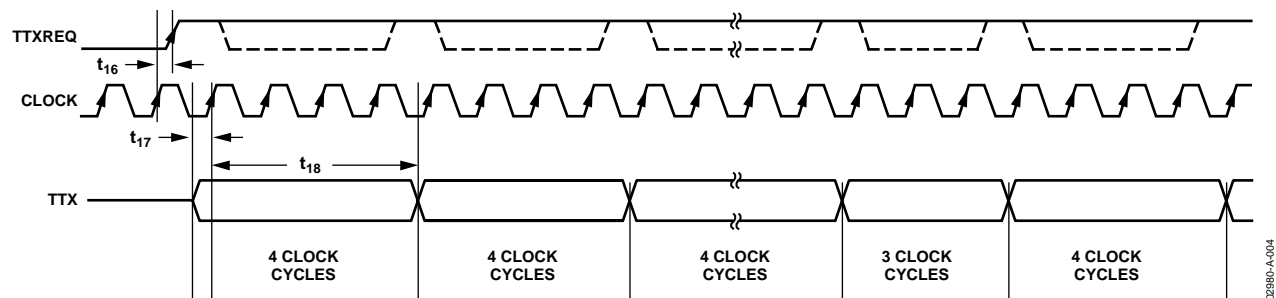 TTXREQ
t16
CLOCK
t17
t18
TTX
4 CLOCK
CYCLES
4 CLOCK
CYCLES
4 CLOCK
CYCLES
3 CLOCK
CYCLES
4 CLOCK
CYCLES
02980-A-004